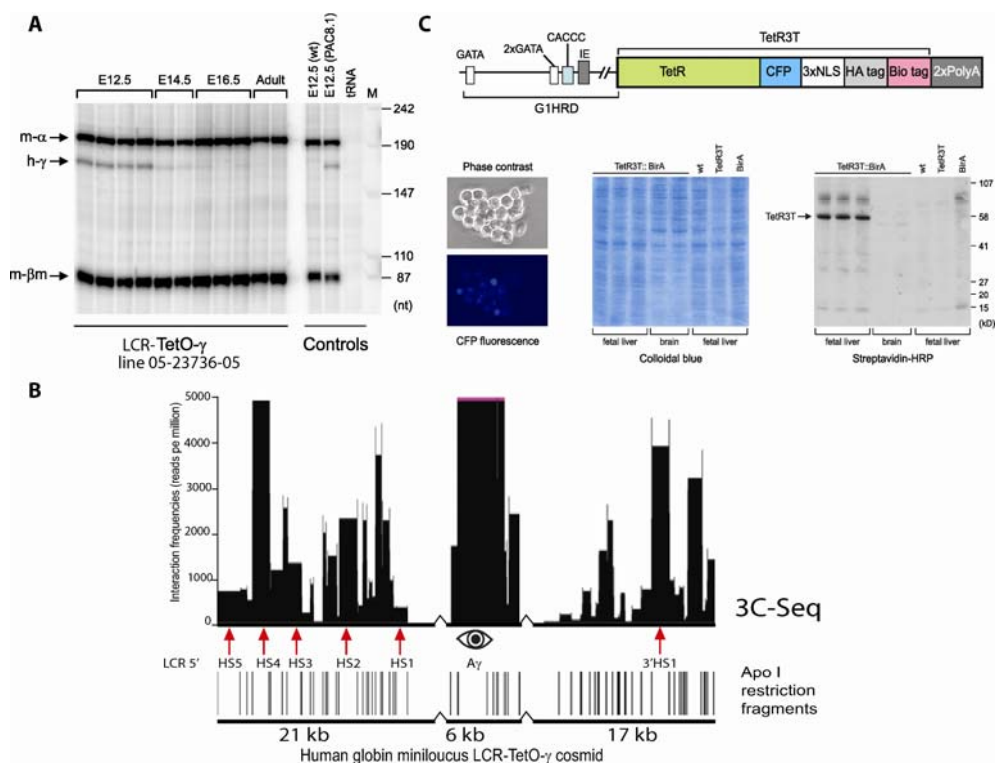 A
E12.5 E14.5 E16.5 Adult
E12.5 (wt)
E12.5 (PAC8.1)
tRNA
M
m-α
h-γ
m-βm
242
190
147
110
87
(nt)
LCR-TetO-γ
line 05-23736-05
Controls
C
TetR3T
GATA
2xGATA
CACCC
IE
TetR CFP 3xNLS HA tag Bio tag 2xPolyA
G1HRD
Phase contrast
CFP fluorescence
TetR3T::BirA
wt
TetR3T
BirA
fetal liver brain fetal liver
Colloidal blue
TetR3T::BirA
wt
TetR3T
BirA
TetR3T
107
58
27
20
15
(kD)
fetal liver brain fetal liver
Streptavidin-HRP
B
Interaction frequencies (reads pe million)
5000
4000
3000
2000
1000
0
3C-Seq
LCR 5' HS5 HS4 HS3 HS2 HS1 Aγ 3'HS1
Apo I
restriction
fragments
21 kb 6 kb 17 kb
Human globin miniloucus LCR-TetO-γ cosmid